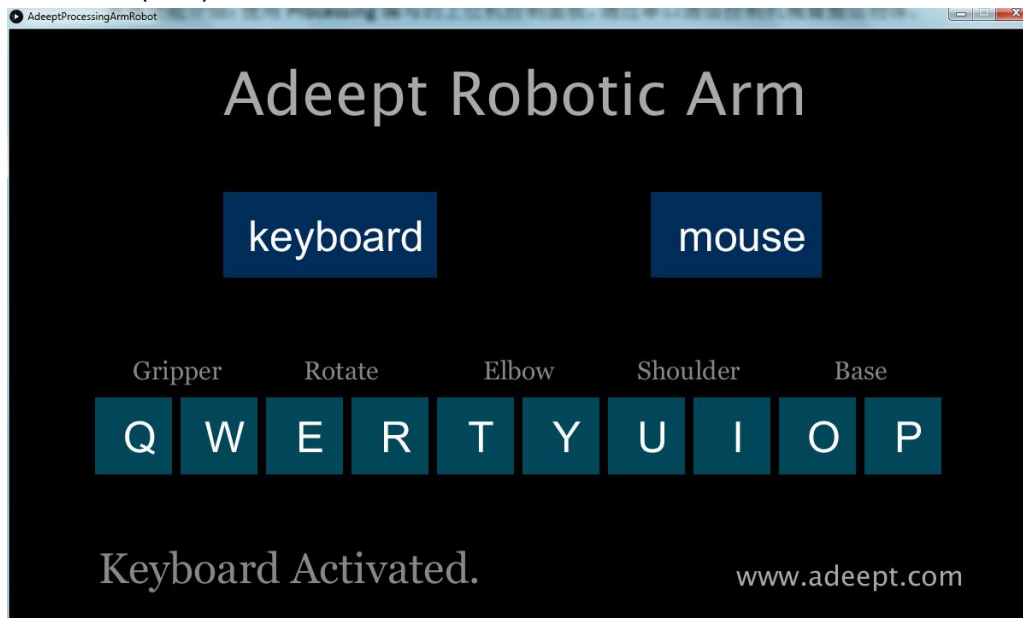 AdeeptProcessingArmRobot
Adeept Robotic Arm
keyboard mouse
Gripper Rotate Elbow Shoulder Base
Q W E R T Y U I O P
Keyboard Activated.
www.adeept.com